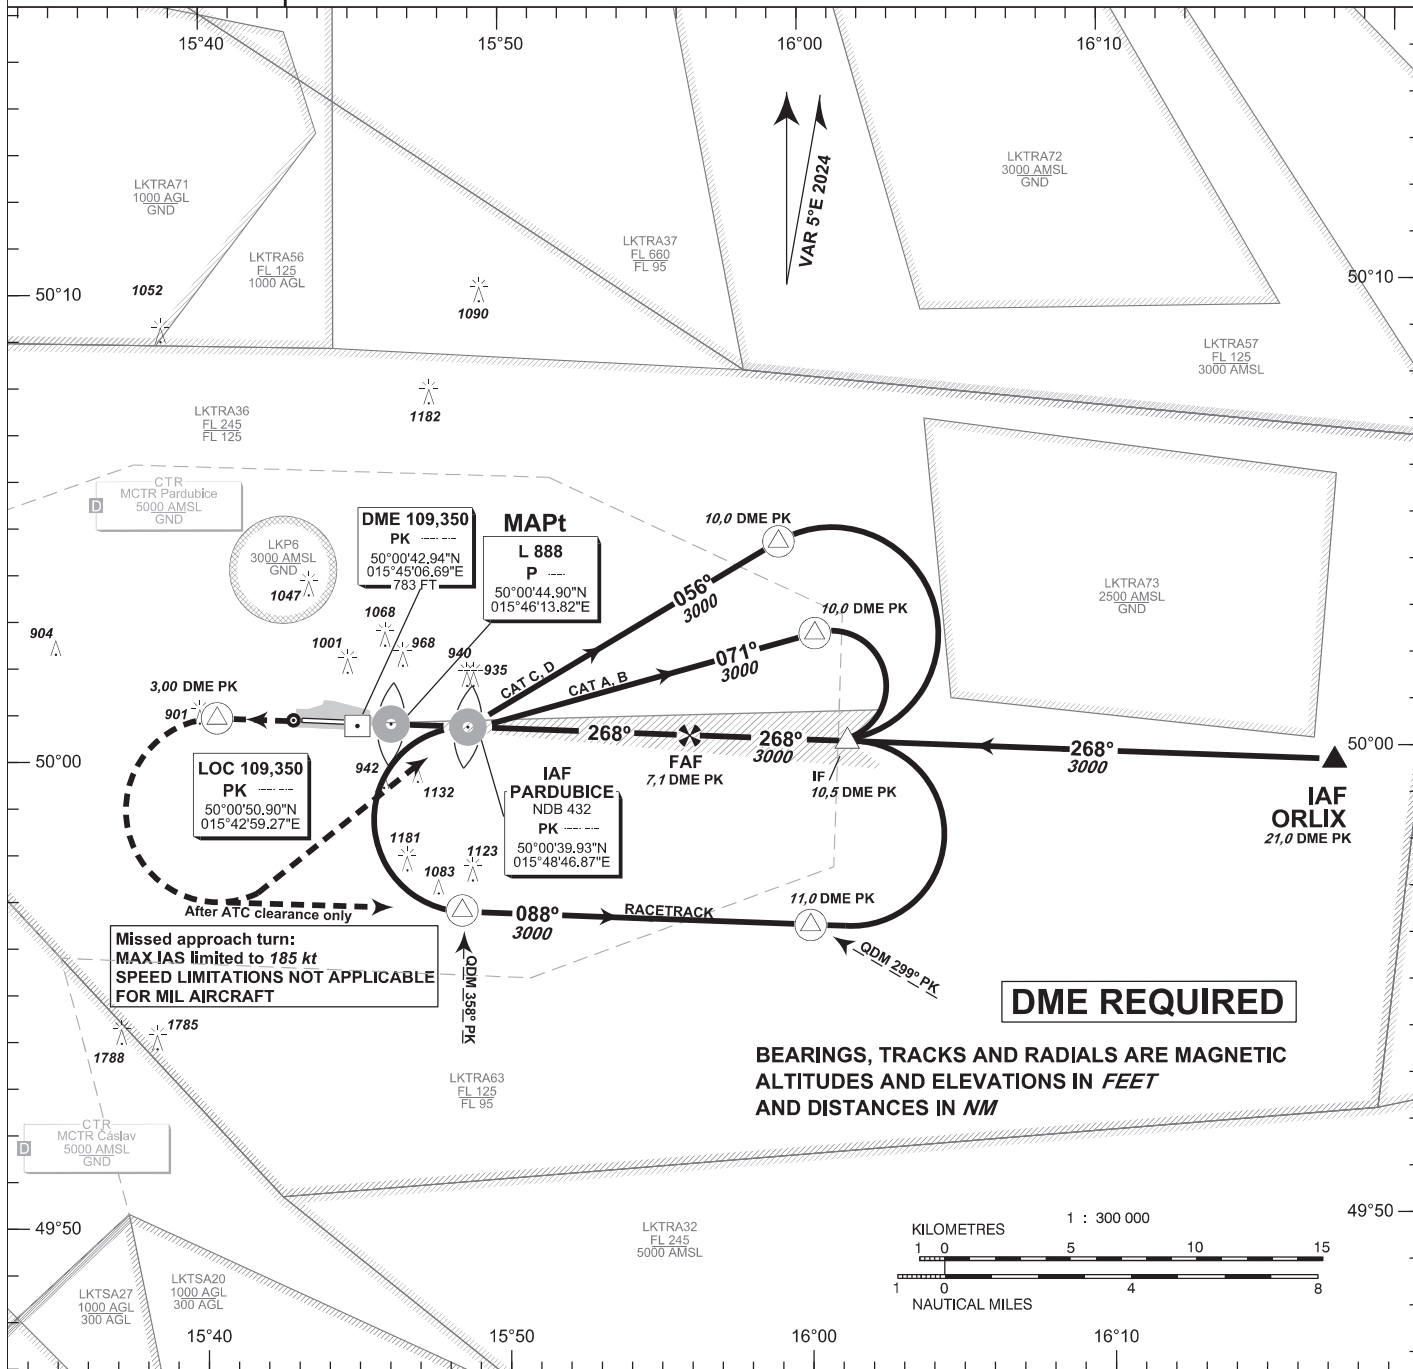 15°40
15°50
16°00
16°10
LKTRA71
1000 AGL
GND
LKTRA56
FL 125
1000 AGL
LKTRA37
FL 660
FL 95
VAR 5°E 2024
LKTRA72
3000 AMSL
GND
50°10
50°10
1052
1090
LKTRA57
FL 125
3000 AMSL
LKTRA36
FL 245
FL 125
1182
CTR
MCTR Pardubice
5000 AMSL
GND
D
LKP6
3000 AMSL
GND
1047
DME 109,350
PK
50°00'42.94"N
015°45'06.69"E
783 FT
MAPt
L 888
P
50°00'44.90"N
015°46'13.82"E
10,0 DME PK
056°
3000
10,0 DME PK
LKTRA73
2500 AMSL
GND
904
1068
1001
968
940
935
CAT C, D
CAT A, B
071°
3000
3,00 DME PK
901
268°
268°
3000
268°
3000
FAF
7,1 DME PK
IF
10,5 DME PK
50°00
50°00
IAF
ORLIX
21,0 DME PK
LOC 109,350
PK
50°00'50.90"N
015°42'59.27"E
942
1132
IAF
PARDUBICE
NDB 432
PK
50°00'39.93"N
015°48'46.87"E
1181
1083
1123
After ATC clearance only
088°
3000
RACETRACK
11,0 DME PK
QDM 358° PK
QDM 299° PK
Missed approach turn:
MAX IAS limited to 185 kt
SPEED LIMITATIONS NOT APPLICABLE
FOR MIL AIRCRAFT
DME REQUIRED
1785
1788
BEARINGS, TRACKS AND RADIALS ARE MAGNETIC
ALTITUDES AND ELEVATIONS IN FEET
AND DISTANCES IN NM
LKTRA63
FL 125
FL 95
CTR
MCTR Čáslav
5000 AMSL
GND
D
49°50
49°50
LKTRA32
FL 245
5000 AMSL
1 : 300 000
KILOMETRES
1 0 5 10 15
1 0 4 8
NAUTICAL MILES
LKTSA27
1000 AGL
300 AGL
LKTSA20
1000 AGL
300 AGL
15°40
15°50
16°00
16°10